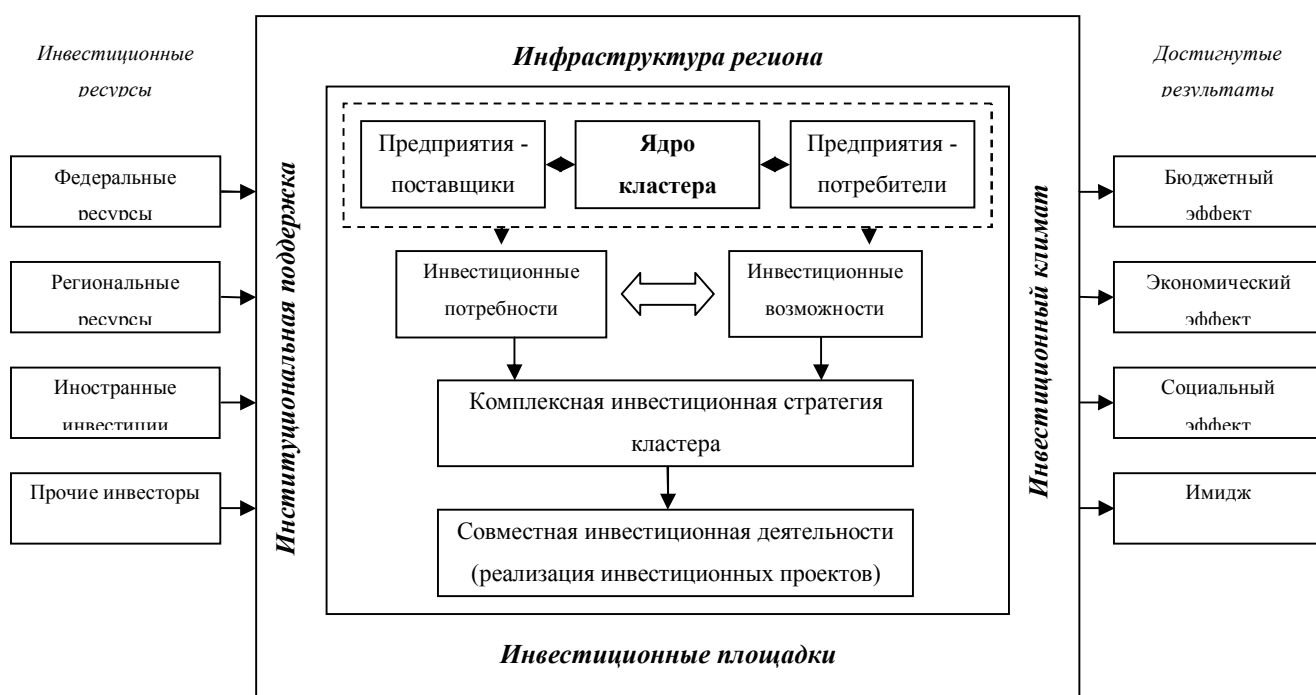 Инвестиционные
ресурсы
Федеральные
ресурсы
Региональные
ресурсы
Иностранные
инвестиции
Прочие инвесторы
Институциональная поддержка
Инфраструктура региона
Предприятия -
поставщики
Ядро
кластера
Предприятия -
потребители
Инвестиционные
потребности
Инвестиционные
возможности
Комплексная инвестиционная стратегия
кластера
Совместная инвестиционная деятельности
(реализация инвестиционных проектов)
Инвестиционные площадки
Инвестиционный климат
Достигнутые
результаты
Бюджетный
эффект
Экономический
эффект
Социальный
эффект
Имидж